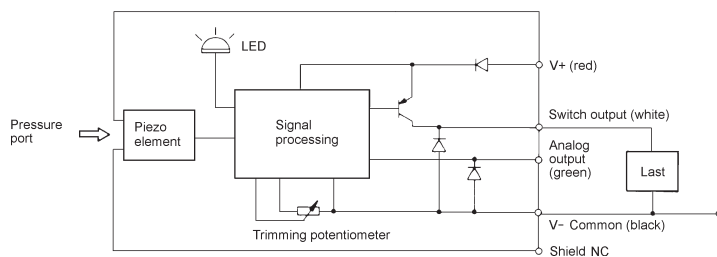 LED
V+ (red)
Switch output (white)
Pressure
port
Piezo
element
Signal
processing
Analog
output
(green)
Last
V– Common (black)
Trimming potentiometer
Shield NC